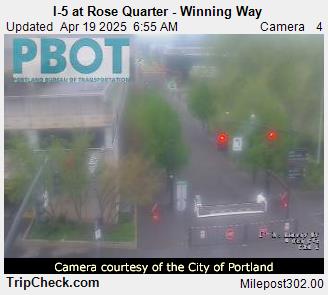 I-5 at Rose Quarter - Winning Way
Updated Apr 19 2025 6:55 AM Camera 4
PBOT
PORTLAND BUREAU OF TRANSPORTATION
Camera courtesy of the City of Portland
TripCheck.com Milepost302.00